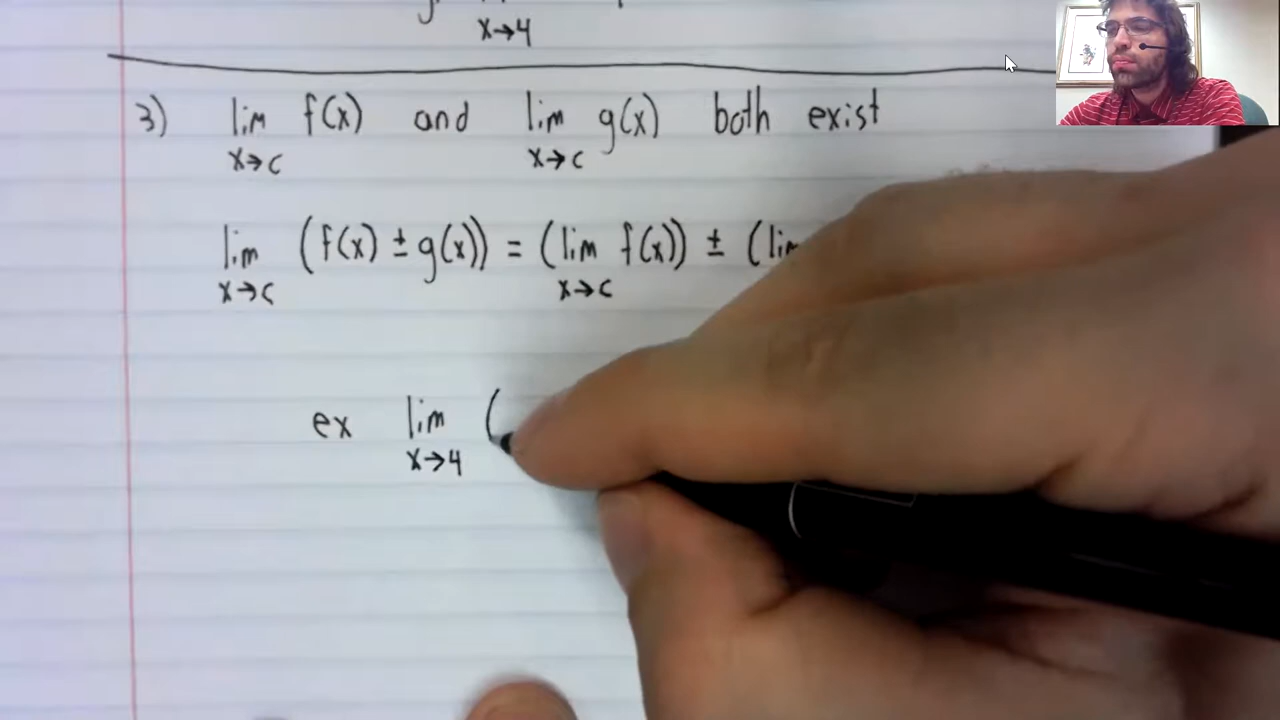 x→4
3) lim f(x) and lim g(x) both exist
x→c x→c
lim (f(x) ± g(x)) = (lim f(x)) ± (lim
x→c x→c
ex lim (
x→4